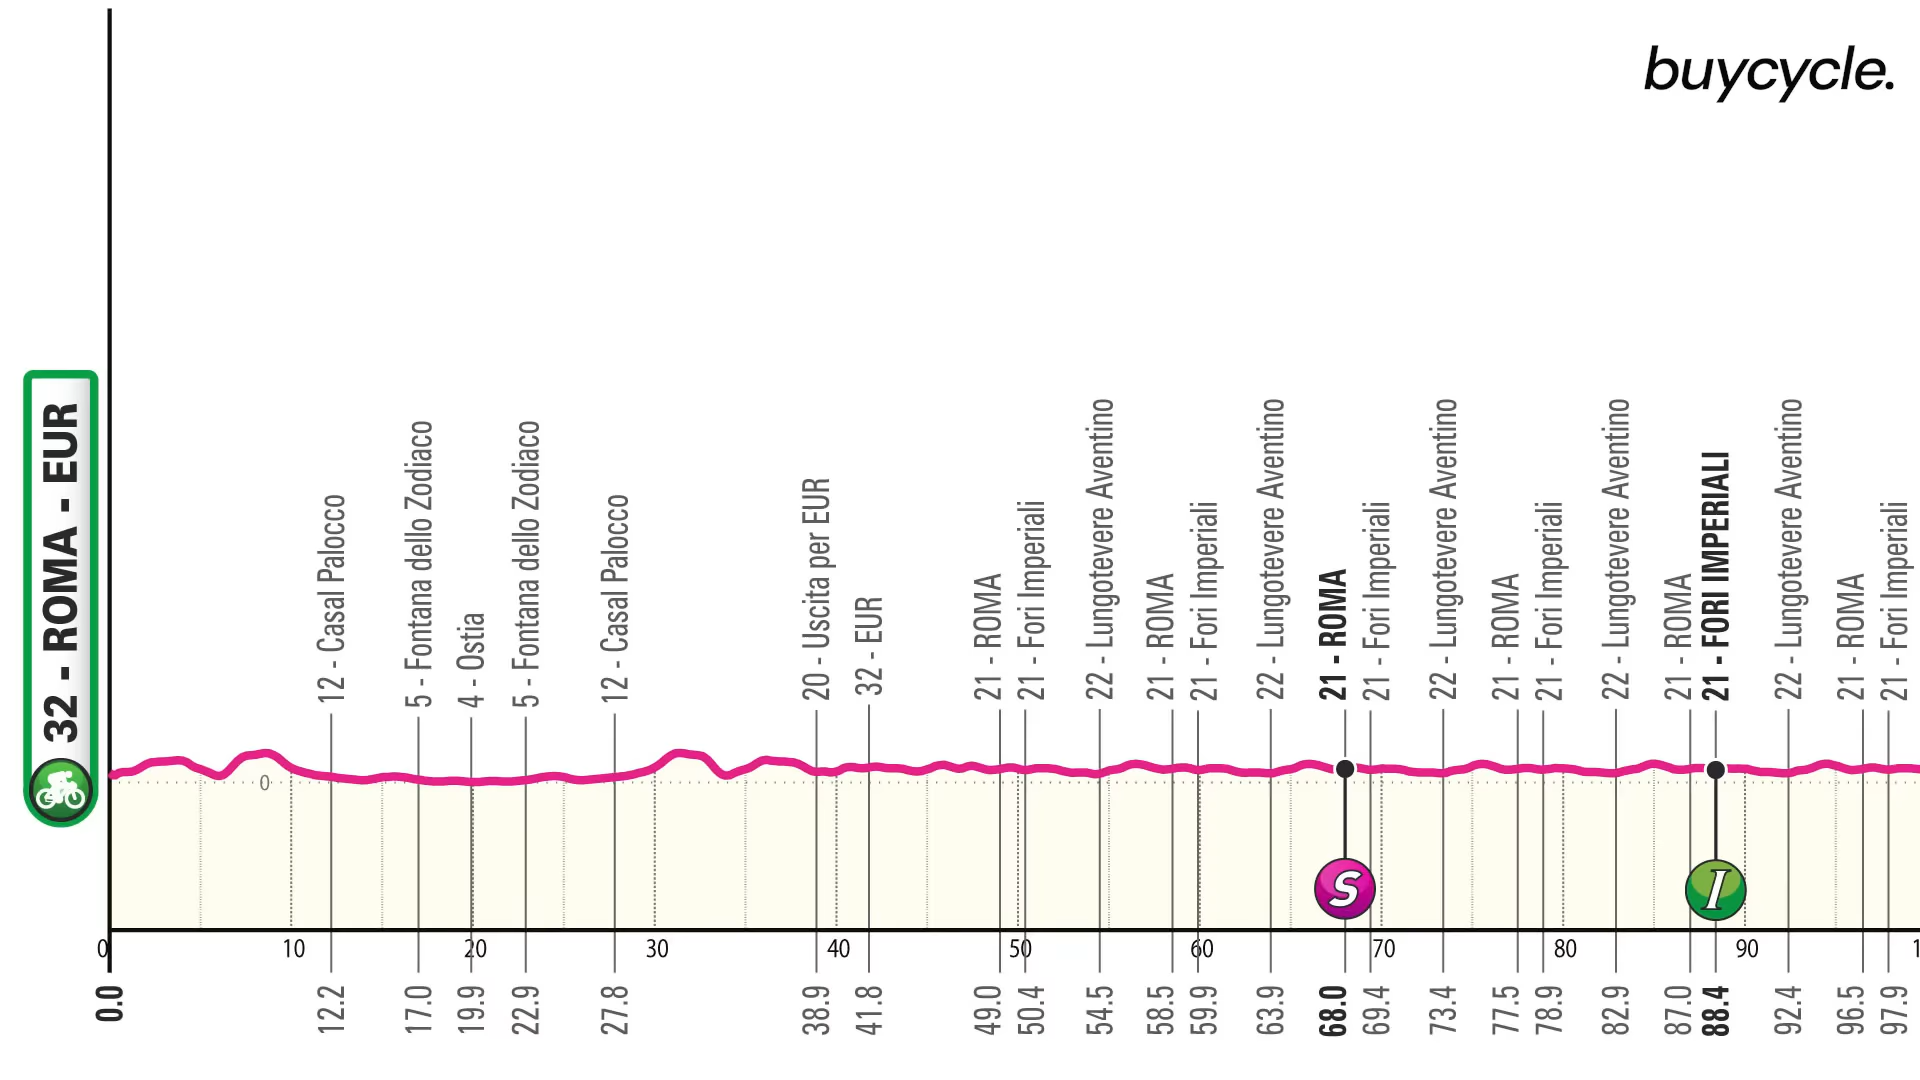 buycycle.
32 - ROMA - EUR
12 - Casal Palocco
5 - Fontana dello Zodiaco
4 - Ostia
5 - Fontana dello Zodiaco
12 - Casal Palocco
20 - Uscita per EUR
32 - EUR
21 - ROMA
21 - Fori Imperiali
22 - Lungotevere Aventino
21 - ROMA
21 - Fori Imperiali
22 - Lungotevere Aventino
21 - ROMA
21 - Fori Imperiali
22 - Lungotevere Aventino
21 - ROMA
21 - Fori Imperiali
22 - Lungotevere Aventino
21 - ROMA
21 - FORI IMPERIALI
22 - Lungotevere Aventino
21 - ROMA
21 - Fori Imperiali
0
S
I
0 10 20 30 40 50 60 70 80 90 1
0.0 12.2 17.0 19.9 22.9 27.8 38.9 41.8 49.0 50.4 54.5 58.5 59.9 63.9 68.0 69.4 73.4 77.5 78.9 82.9 87.0 88.4 92.4 96.5 97.9